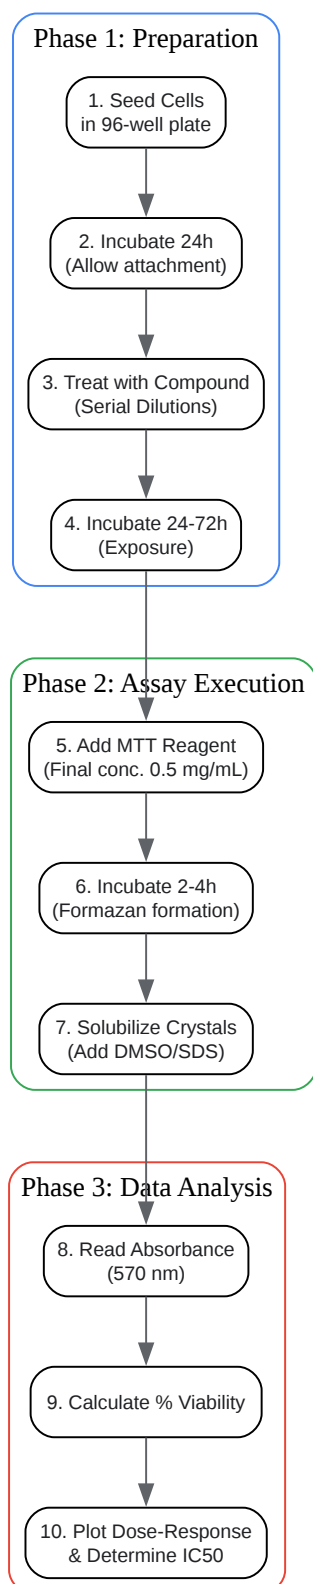 Phase 1: Preparation
1. Seed Cells
in 96-well plate
2. Incubate 24h
(Allow attachment)
3. Treat with Compound
(Serial Dilutions)
4. Incubate 24-72h
(Exposure)
Phase 2: Assay Execution
5. Add MTT Reagent
(Final conc. 0.5 mg/mL)
6. Incubate 2-4h
(Formazan formation)
7. Solubilize Crystals
(Add DMSO/SDS)
Phase 3: Data Analysis
8. Read Absorbance
(570 nm)
9. Calculate % Viability
10. Plot Dose-Response
& Determine IC50